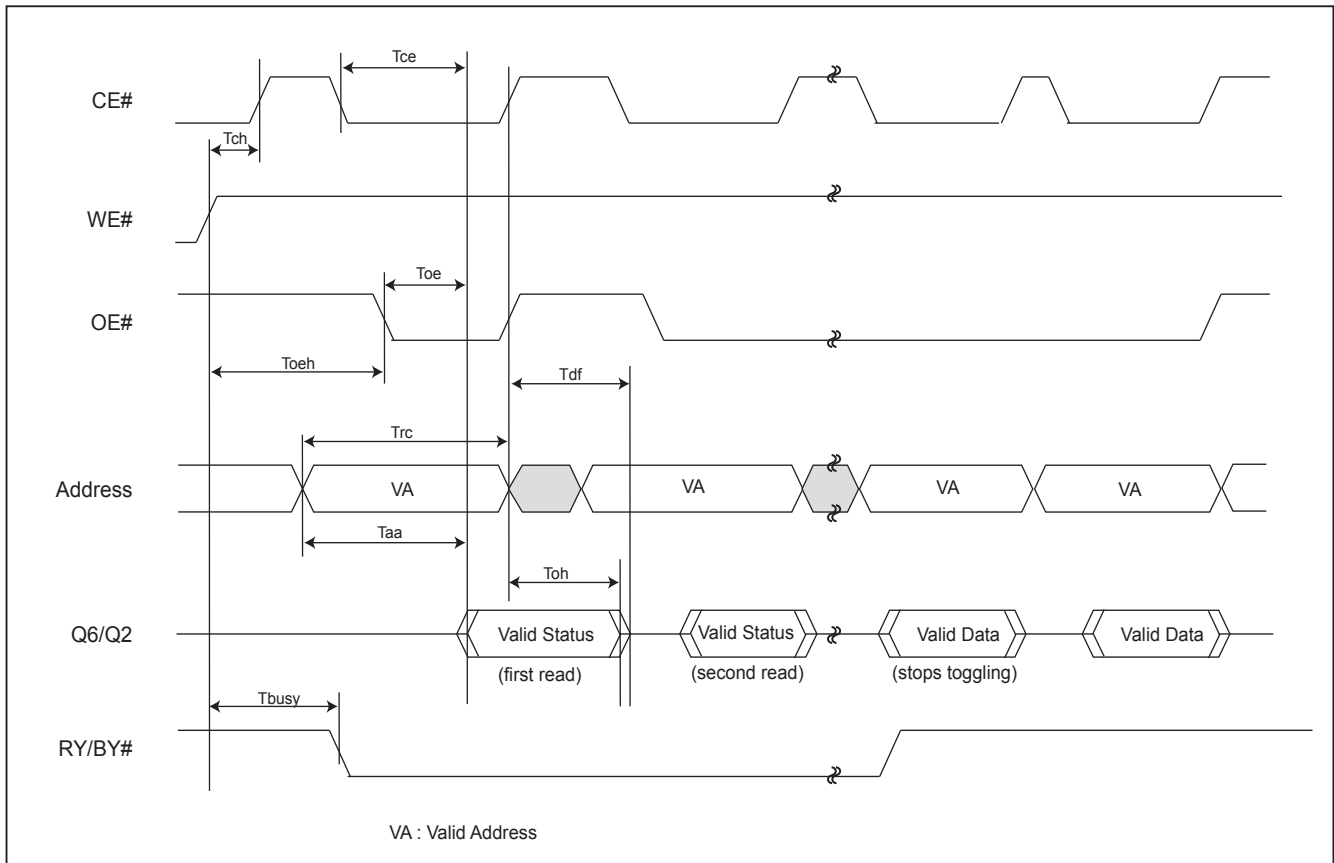 Tce
CE#
Tch
WE#
Toe
OE#
Toeh
Tdf
Trc
Address
VA
VA
VA
VA
Taa
Toh
Q6/Q2
Valid Status
Valid Status
Valid Data
Valid Data
(first read)
(second read)
(stops toggling)
Tbusy
RY/BY#
VA : Valid Address